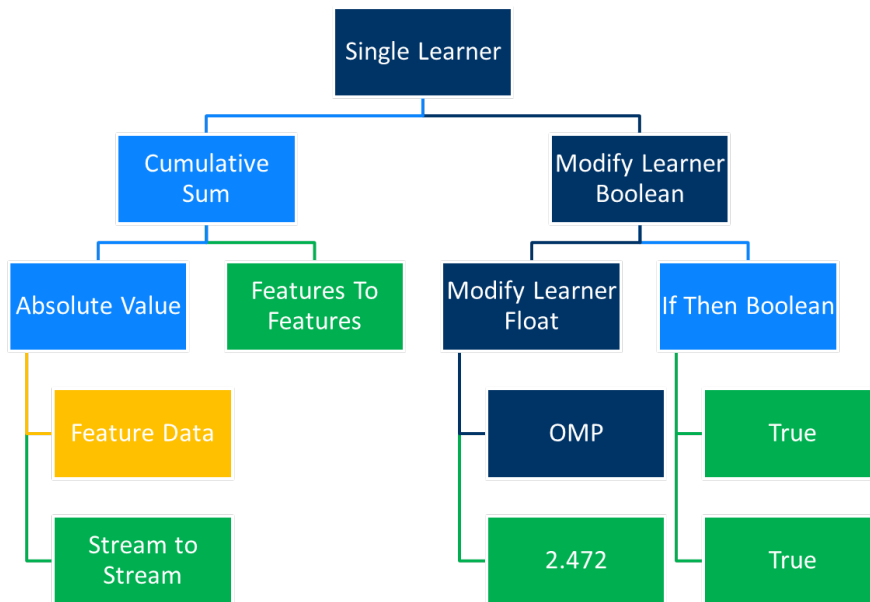 Single Learner
Cumulative
Sum
Modify Learner
Boolean
Absolute Value
Features To
Features
Modify Learner
Float
If Then Boolean
Feature Data
OMP
True
Stream to
Stream
2.472
True